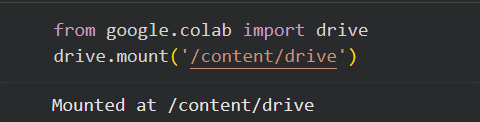 from google.colab import drive
drive.mount('/content/drive')
Mounted at /content/drive